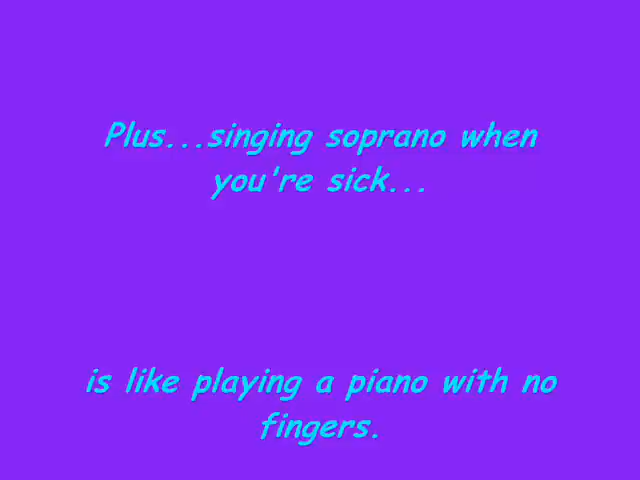 Plus...singing soprano when
you're sick...
is like playing a piano with no
fingers.